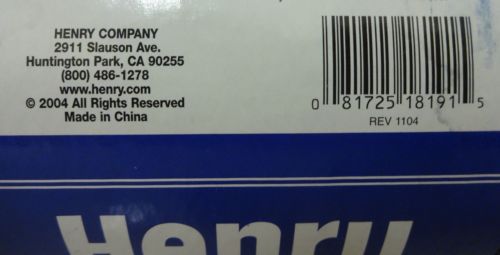 HENRY COMPANY
2911 Slauson Ave.
Huntington Park, CA 90255
(800) 486-1278
www.henry.com
© 2004 All Rights Reserved
Made in China
0 81725 18191 5
REV 1104
Henry